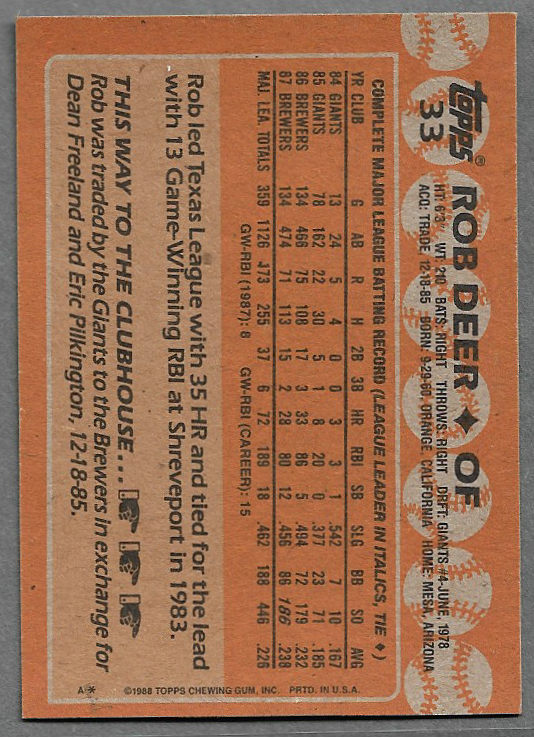 Topps®
33
ROB DEER ♦ OF
HT: 6'3" WT: 210 BATS: RIGHT THROWS: RIGHT DRFT: GIANTS #4-JUNE, 1978
ACQ: TRADE, 12-18-85 BORN: 9-29-60, ORANGE, CALIFORNIA HOME: MESA, ARIZONA
COMPLETE MAJOR LEAGUE BATTING RECORD (LEAGUE LEADER IN ITALICS, TIE ♦)
YR CLUB G AB R H 2B 3B HR RBI SB SLG BB SO AVG
84 GIANTS 13 24 5 4 0 0 3 3 1 .542 7 10 .167
85 GIANTS 78 162 22 30 5 1 8 20 0 .377 23 71 .185
86 BREWERS 134 466 75 108 17 3 33 86 5 .494 72 179 .232
87 BREWERS 134 474 71 113 15 2 28 80 12 .456 86 186 .238
MAJ. LEA. TOTALS 359 1126 173 255 37 6 72 189 18 .462 188 446 .226
GW-RBI (1987): 8 GW-RBI (CAREER): 15
Rob led Texas League with 35 HR and tied for the lead
with 13 Game-Winning RBI at Shreveport in 1983.
THIS WAY TO THE CLUBHOUSE...
Rob was traded by the Giants to the Brewers in exchange for
Dean Freeland and Eric Pilkington, 12-18-85.
A* ©1988 TOPPS CHEWING GUM, INC. PRTD. IN U.S.A.